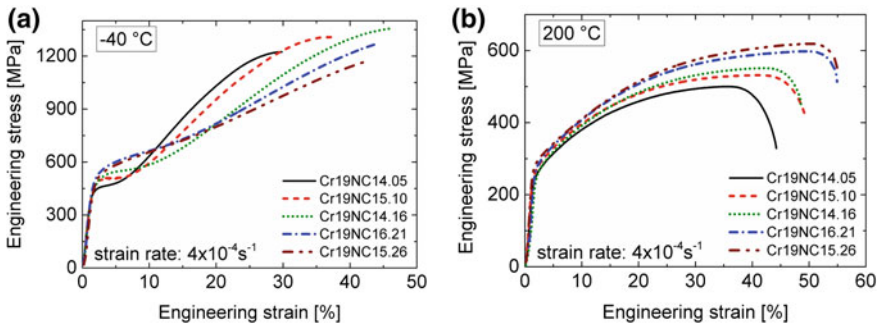 (a)
-40 °C
Engineering stress [MPa]
1200
900
600
300
0
Cr19NC14.05
Cr19NC15.10
Cr19NC14.16
Cr19NC16.21
Cr19NC15.26
strain rate: 4x10⁻⁴s⁻¹
0 10 20 30 40 50
Engineering strain [%]
(b)
200 °C
Engineering stress [MPa]
600
400
200
0
Cr19NC14.05
Cr19NC15.10
Cr19NC14.16
Cr19NC16.21
Cr19NC15.26
strain rate: 4x10⁻⁴s⁻¹
0 10 20 30 40 50 60
Engineering strain [%]